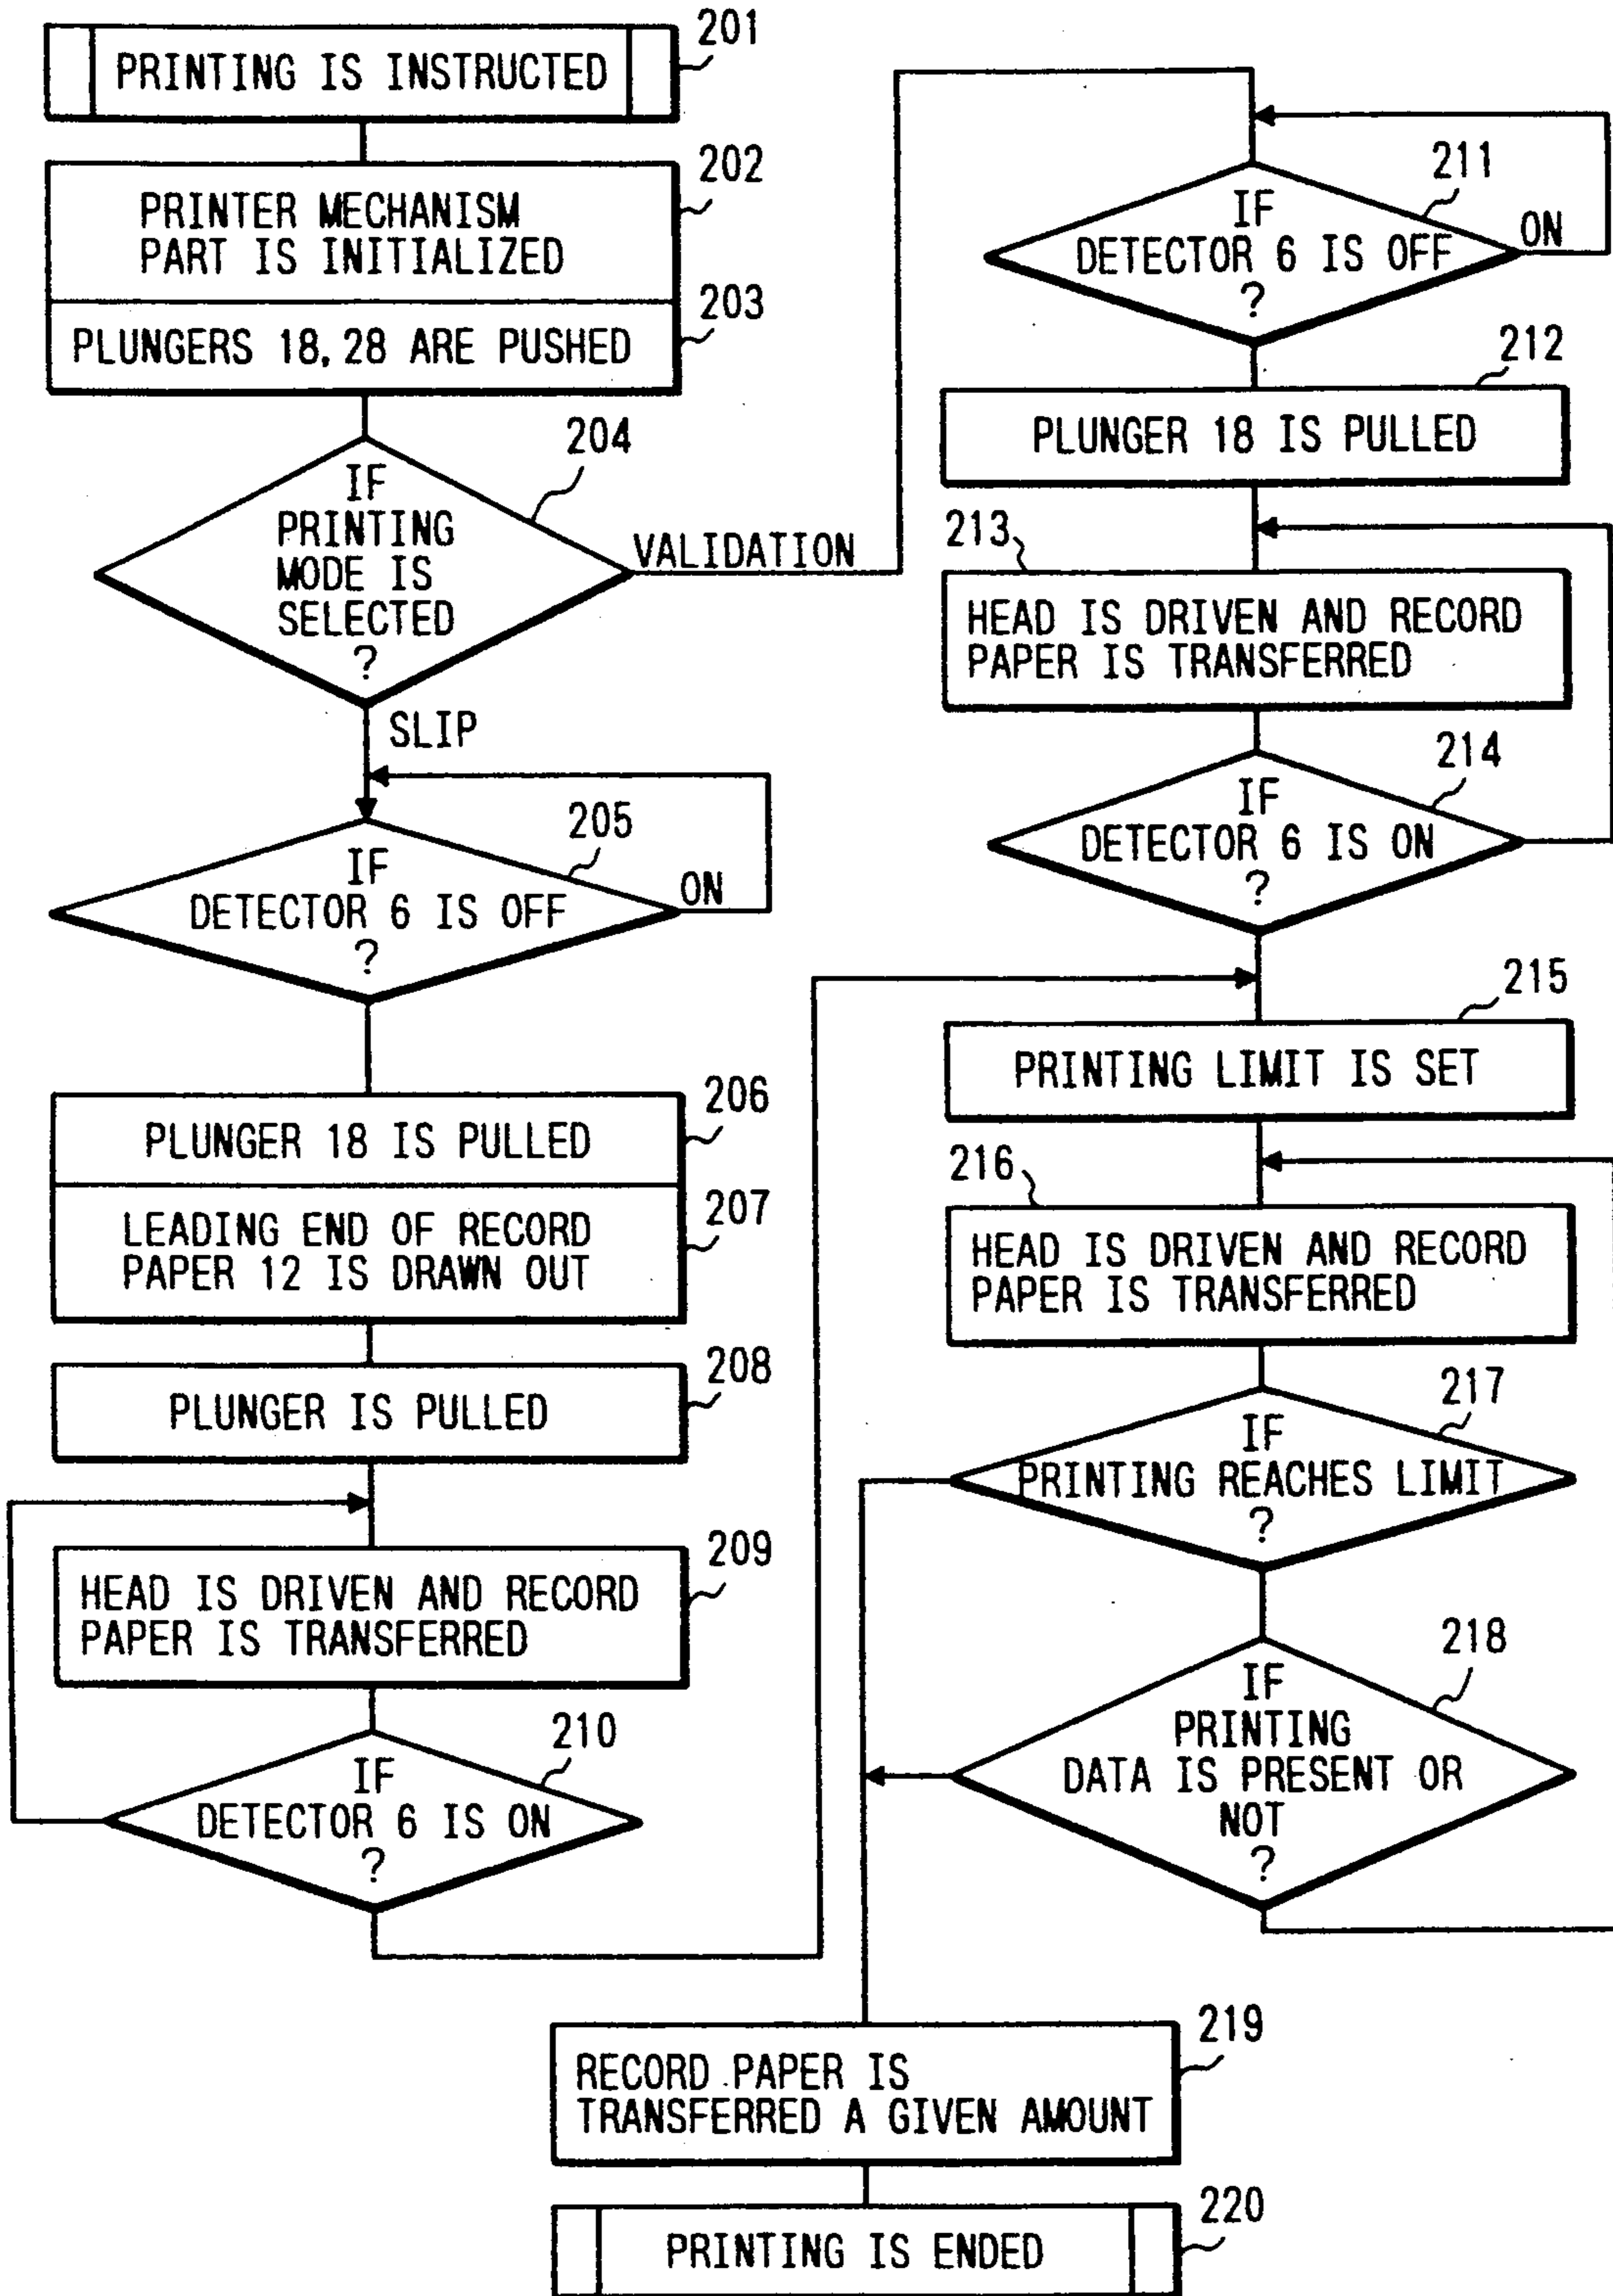 PRINTING IS INSTRUCTED
201
PRINTER MECHANISM
PART IS INITIALIZED
202
PLUNGERS 18, 28 ARE PUSHED
203
IF
PRINTING
MODE IS
SELECTED
?
204
VALIDATION
SLIP
IF
DETECTOR 6 IS OFF
?
205
ON
PLUNGER 18 IS PULLED
206
LEADING END OF RECORD
PAPER 12 IS DRAWN OUT
207
PLUNGER IS PULLED
208
HEAD IS DRIVEN AND RECORD
PAPER IS TRANSFERRED
209
IF
DETECTOR 6 IS ON
?
210
IF
DETECTOR 6 IS OFF
?
211
ON
212
PLUNGER 18 IS PULLED
213
HEAD IS DRIVEN AND RECORD
PAPER IS TRANSFERRED
IF
DETECTOR 6 IS ON
?
214
215
PRINTING LIMIT IS SET
216
HEAD IS DRIVEN AND RECORD
PAPER IS TRANSFERRED
IF
PRINTING REACHES LIMIT
?
217
IF
PRINTING
DATA IS PRESENT OR
NOT
?
218
RECORD PAPER IS
TRANSFERRED A GIVEN AMOUNT
219
PRINTING IS ENDED
220